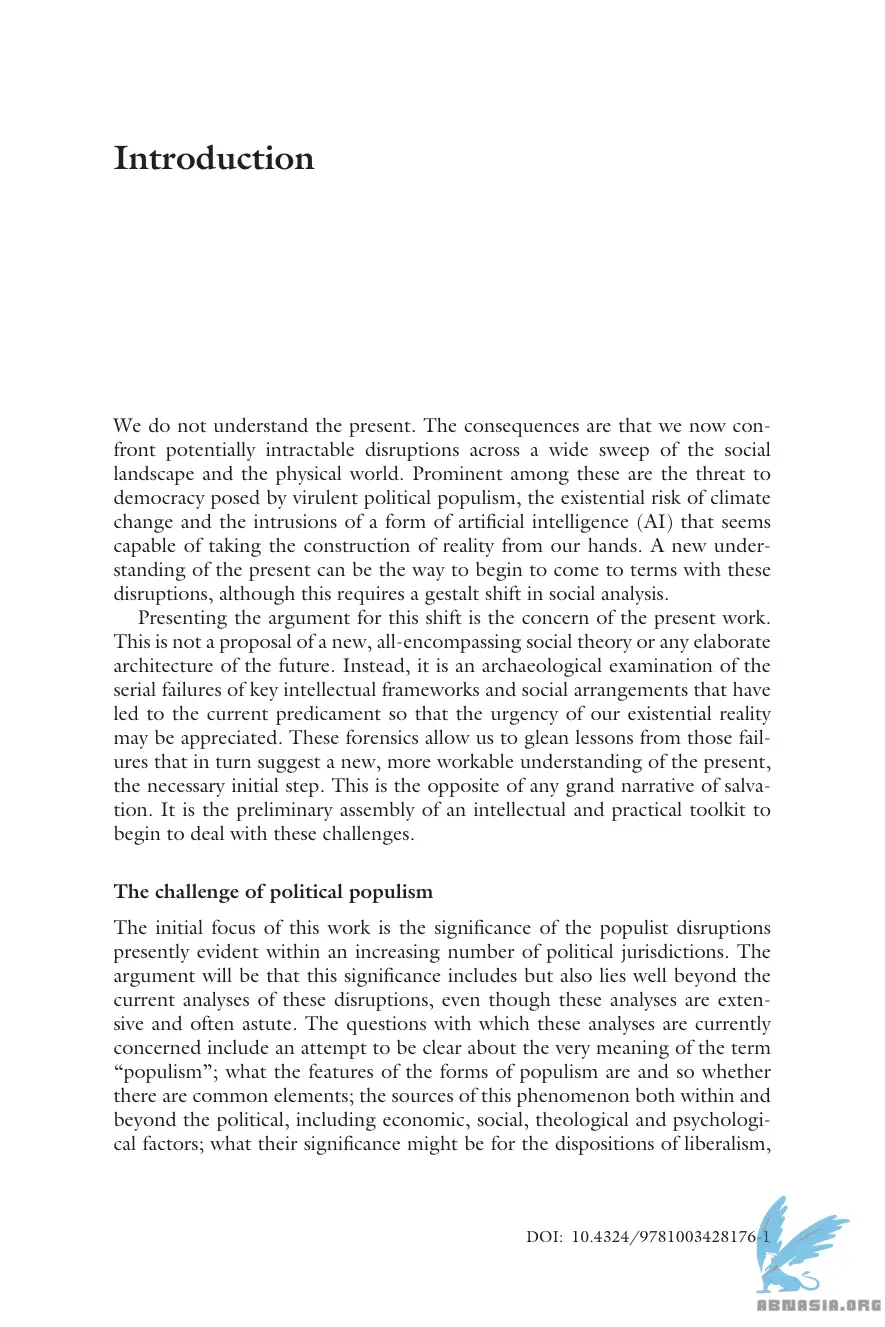 Introduction
We do not understand the present. The consequences are that we now con-
front potentially intractable disruptions across a wide sweep of the social
landscape and the physical world. Prominent among these are the threat to
democracy posed by virulent political populism, the existential risk of climate
change and the intrusions of a form of artificial intelligence (AI) that seems
capable of taking the construction of reality from our hands. A new under-
standing of the present can be the way to begin to come to terms with these
disruptions, although this requires a gestalt shift in social analysis.
Presenting the argument for this shift is the concern of the present work.
This is not a proposal of a new, all-encompassing social theory or any elaborate
architecture of the future. Instead, it is an archaeological examination of the
serial failures of key intellectual frameworks and social arrangements that have
led to the current predicament so that the urgency of our existential reality
may be appreciated. These forensics allow us to glean lessons from those fail-
ures that in turn suggest a new, more workable understanding of the present,
the necessary initial step. This is the opposite of any grand narrative of salva-
tion. It is the preliminary assembly of an intellectual and practical toolkit to
begin to deal with these challenges.
The challenge of political populism
The initial focus of this work is the significance of the populist disruptions
presently evident within an increasing number of political jurisdictions. The
argument will be that this significance includes but also lies well beyond the
current analyses of these disruptions, even though these analyses are exten-
sive and often astute. The questions with which these analyses are currently
concerned include an attempt to be clear about the very meaning of the term
“populism”; what the features of the forms of populism are and so whether
there are common elements; the sources of this phenomenon both within and
beyond the political, including economic, social, theological and psychologi-
cal factors; what their significance might be for the dispositions of liberalism,
DOI: 10.4324/9781003428176-1
ABNASIA.ORG